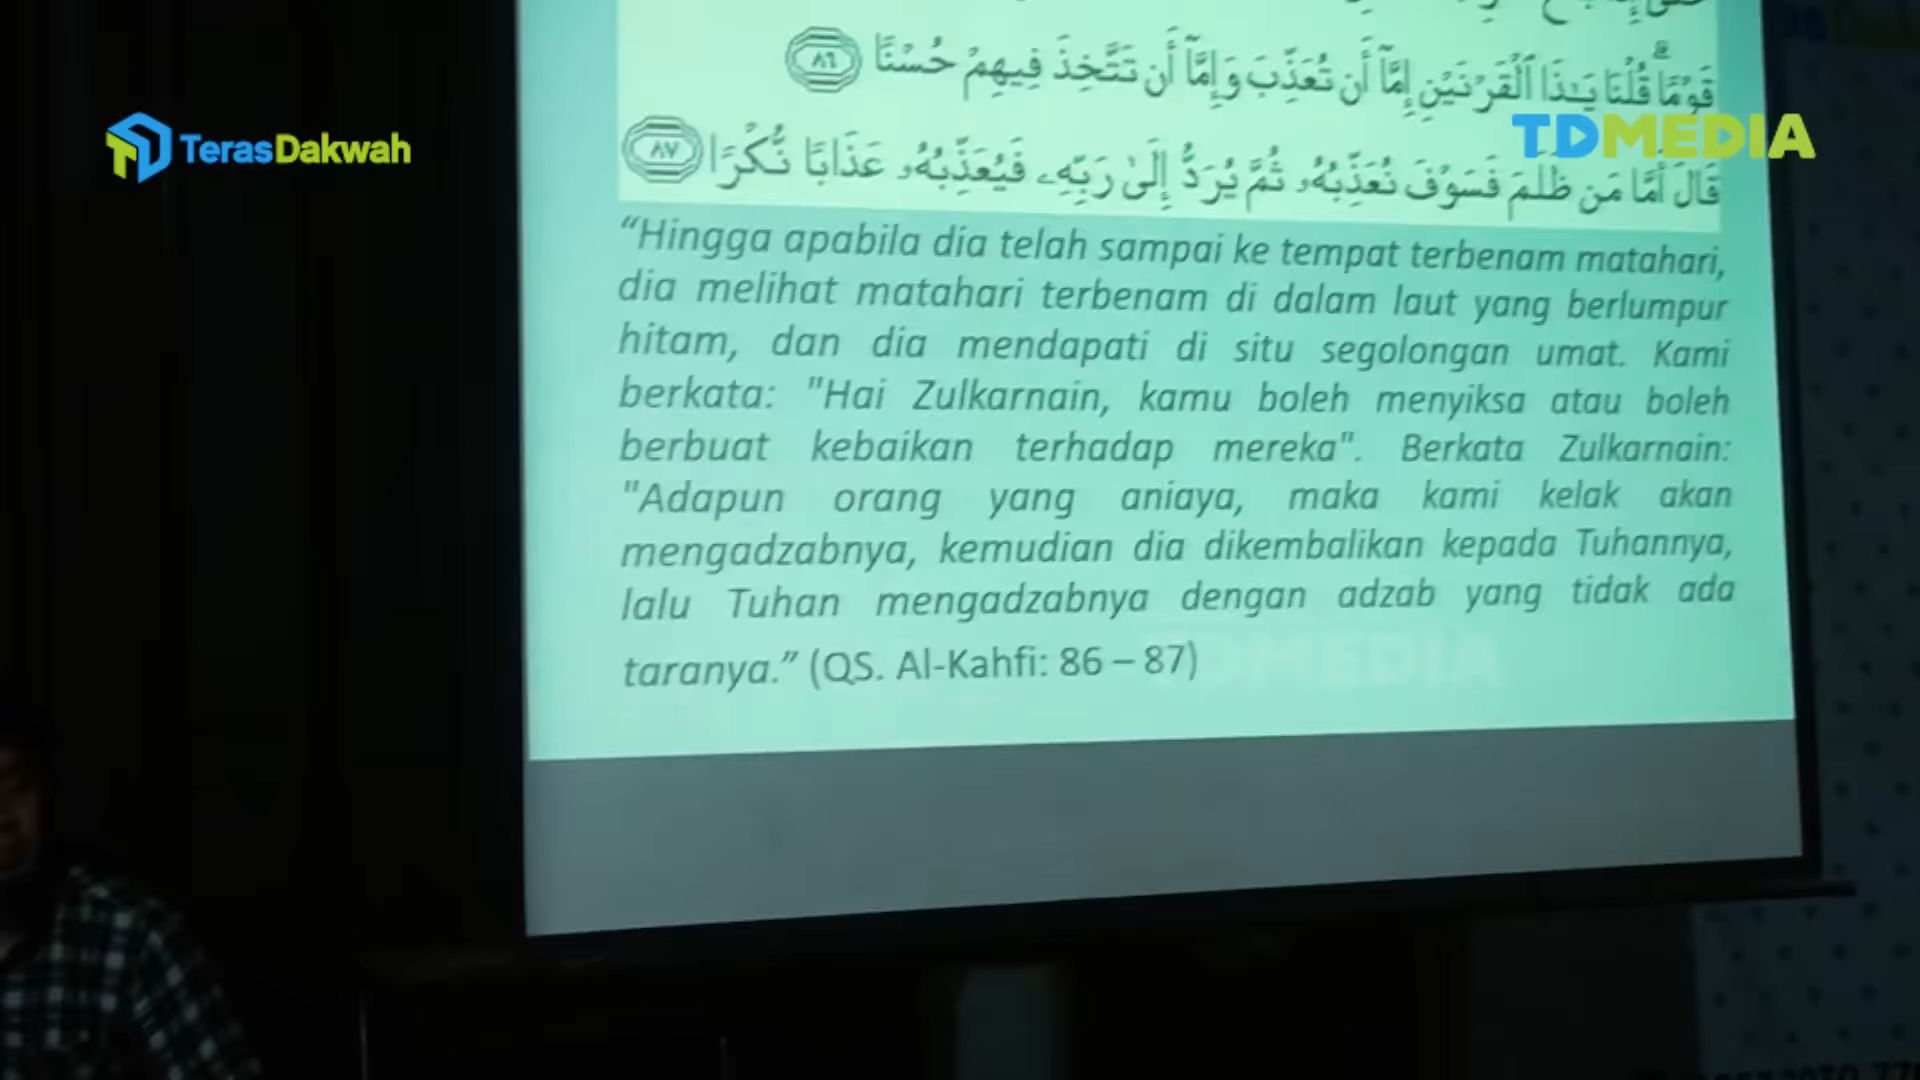 قَوْمًا ۗ قُلْنَا يَـٰذَا ٱلْقَرْنَيْنِ إِمَّآ أَن تُعَذِّبَ وَإِمَّآ أَن تَتَّخِذَ فِيهِمْ حُسْنًا ٨٦
TerasDakwah
TDMEDIA
قَالَ أَمَّا مَن ظَلَمَ فَسَوْفَ نُعَذِّبُهُۥ ثُمَّ يُرَدُّ إِلَىٰ رَبِّهِۦ فَيُعَذِّبُهُۥ عَذَابًا نُّكْرًا ٨٧
“Hingga apabila dia telah sampai ke tempat terbenam matahari,
dia melihat matahari terbenam di dalam laut yang berlumpur
hitam, dan dia mendapati di situ segolongan umat. Kami
berkata: "Hai Zulkarnain, kamu boleh menyiksa atau boleh
berbuat kebaikan terhadap mereka". Berkata Zulkarnain:
"Adapun orang yang aniaya, maka kami kelak akan
mengadzabnya, kemudian dia dikembalikan kepada Tuhannya,
lalu Tuhan mengadzabnya dengan adzab yang tidak ada
taranya.” (QS. Al-Kahfi: 86 – 87)
TDMEDIA